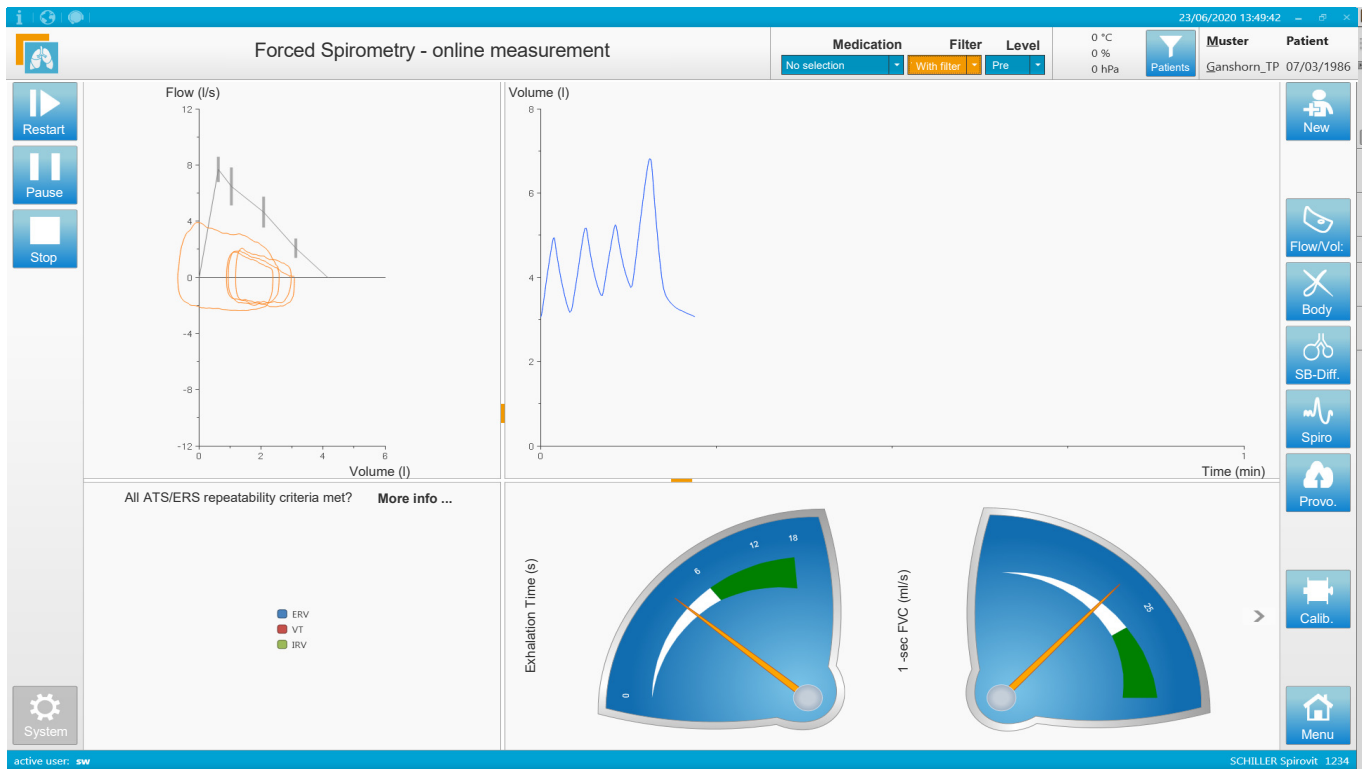 23/06/2020 13:49:42
Forced Spirometry - online measurement
Medication Filter Level
No selection With filter Pre
0 °C
0 %
0 hPa
Patients
Muster Patient
Ganshorn_TP 07/03/1986
Restart
Pause
Stop
System
Flow (l/s)
12
8
4
0
-4
-8
-12
0 2 4 6
Volume (l)
Volume (l)
8
6
4
2
0
0 1
Time (min)
All ATS/ERS repeatability criteria met? More info ...
ERV
VT
IRV
Exhalation Time (s)
0 6 12 18
1 -sec FVC (ml/s)
25
New
Flow/Vol:
Body
SB-Diff.
Spiro
Provo.
Calib.
Menu
active user: sw
SCHILLER Spirovit 1234